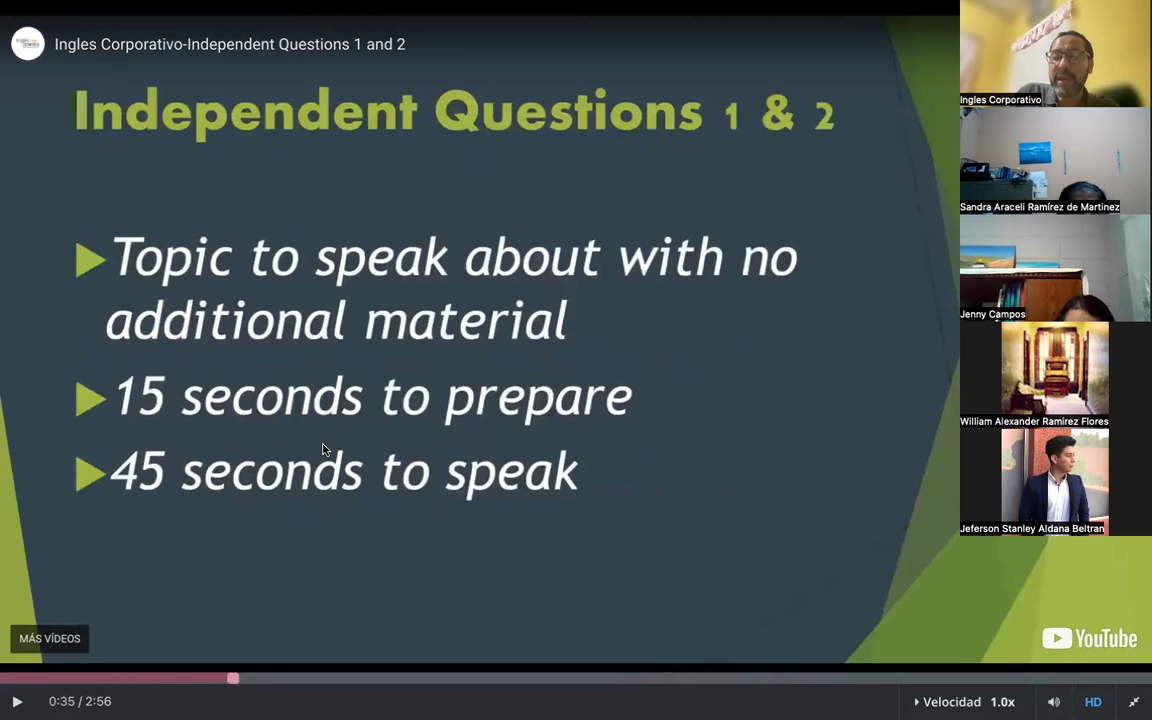 Ingles Corporativo-Independent Questions 1 and 2
Independent Questions 1 & 2
Topic to speak about with no
additional material
15 seconds to prepare
45 seconds to speak
Ingles Corporativo
Sandra Araceli Ramírez de Martinez
Jenny Campos
William Alexander Ramirez Flores
Jeferson Stanley Aldana Beltran
MÁS VÍDEOS
YouTube
0:35 / 2:56
Velocidad 1.0x
HD